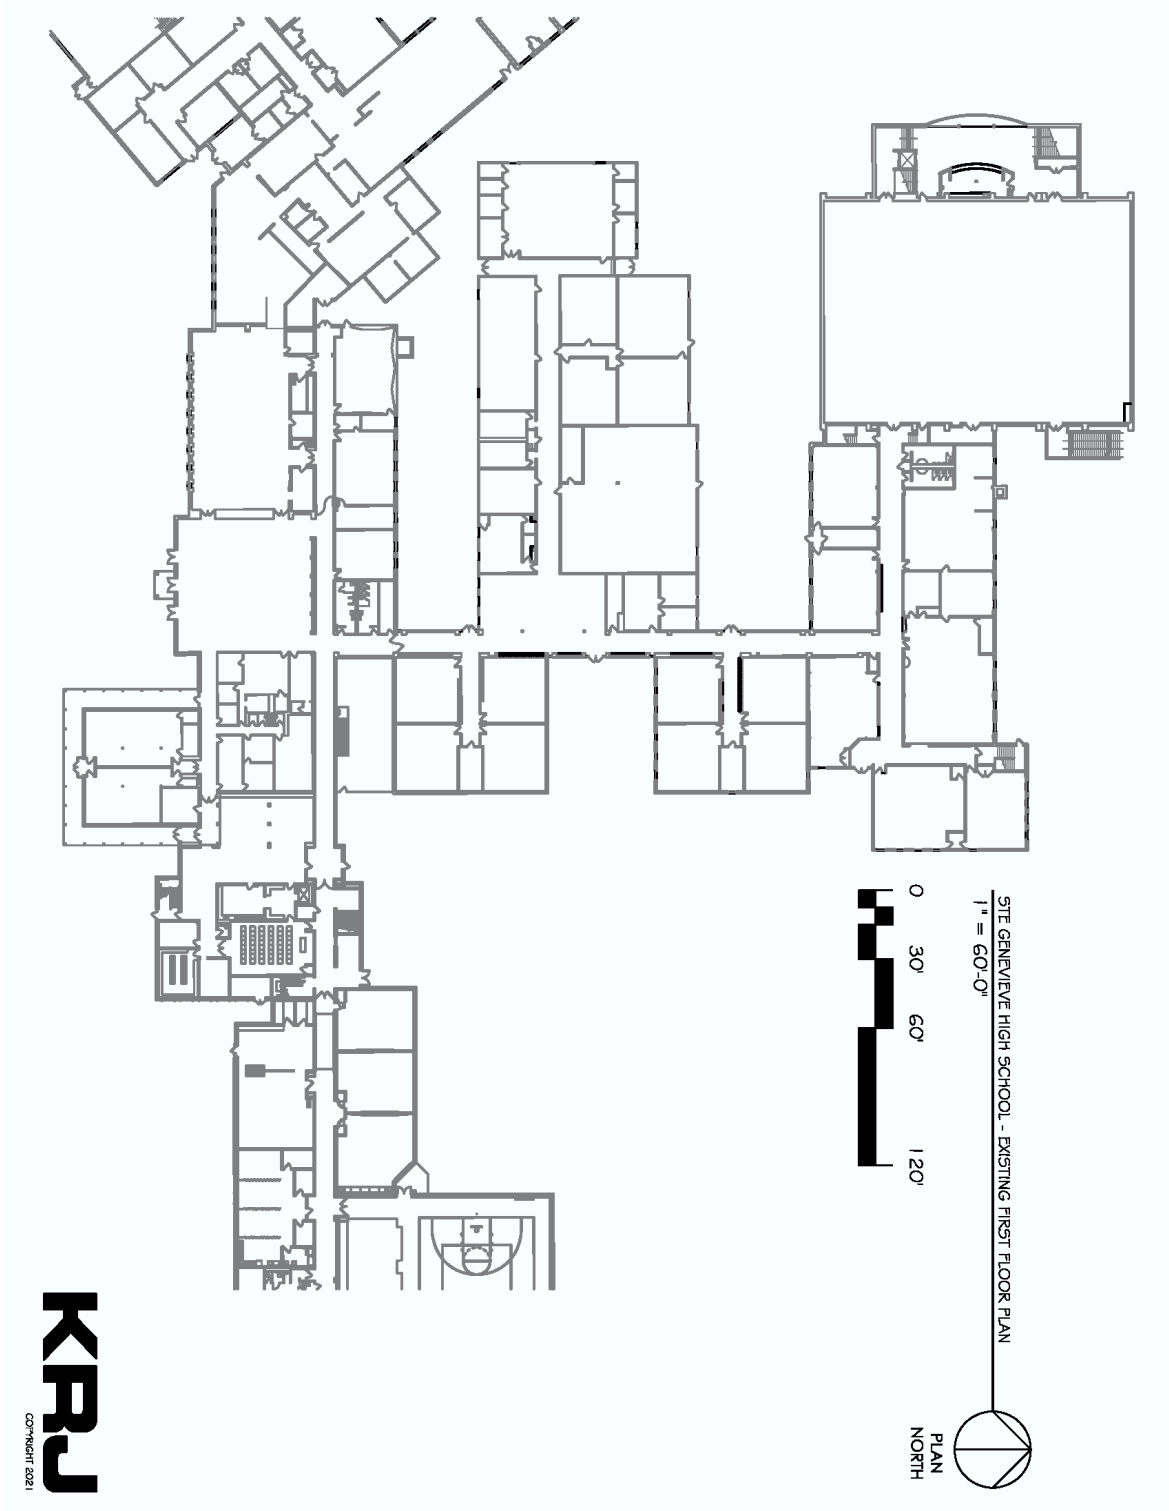 STE GENEVIEVE HIGH SCHOOL - EXISTING FIRST FLOOR PLAN
1" = 60'-0"
0 30' 60' 120'
PLAN
NORTH
KRJ
COPYRIGHT 2021